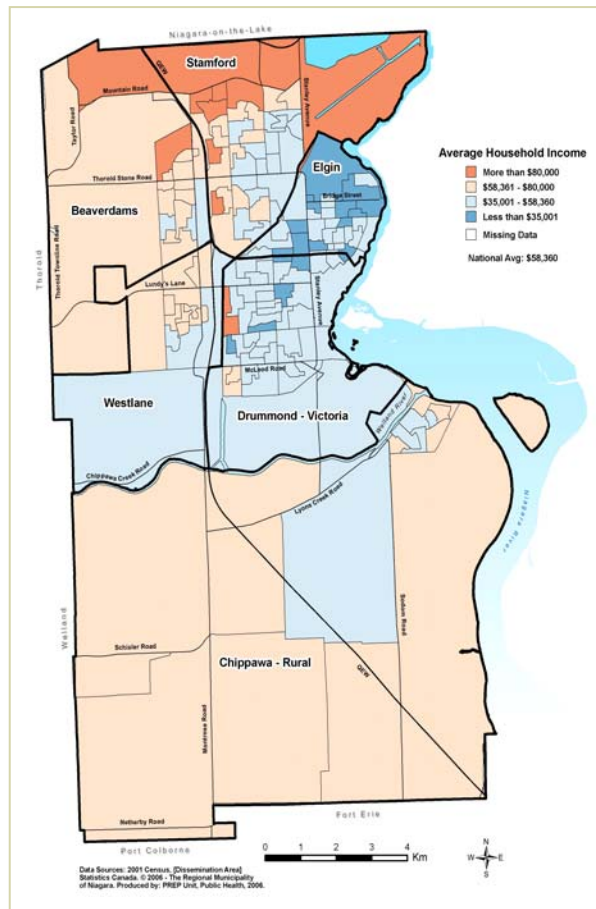 Niagara-on-the-Lake
QEW
Stamford
Mountain Road
Stanley Avenue
Taylor Road
Elgin
Average Household Income
More than $80,000
$58,361 - $80,000
$35,001 - $58,360
Less than $35,001
Missing Data
National Avg: $58,360
Thorold Stone Road
Bridge Street
Beaverdams
Thorold
Thorold Townline Road
Lundy's Lane
Stanley Avenue
McLeod Road
Westlane
Drummond - Victoria
Welland River
Chippawa Creek Road
Lyons Creek Road
Niagara River
Welland
Sodom Road
Schisler Road
Chippawa - Rural
QEW
Montrose Road
Netherby Road
Fort Erie
Port Colborne
0 1 2 3 4
Km
N
W E
S
Data Sources: 2001 Census, [Dissemination Area]
Statistics Canada. © 2006 - The Regional Municipality
of Niagara. Produced by: PREP Unit, Public Health, 2006.